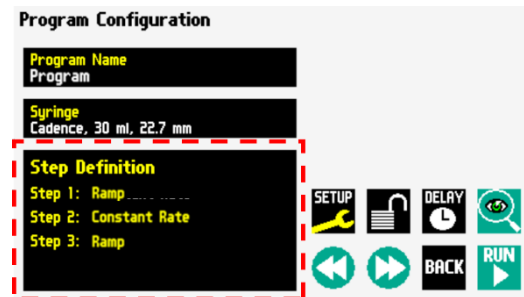 Program Configuration
Program Name
Program
Syringe
Cadence, 30 ml, 22.7 mm
Step Definition
Step 1: Ramp
Step 2: Constant Rate
Step 3: Ramp
SETUP
DELAY
BACK
RUN